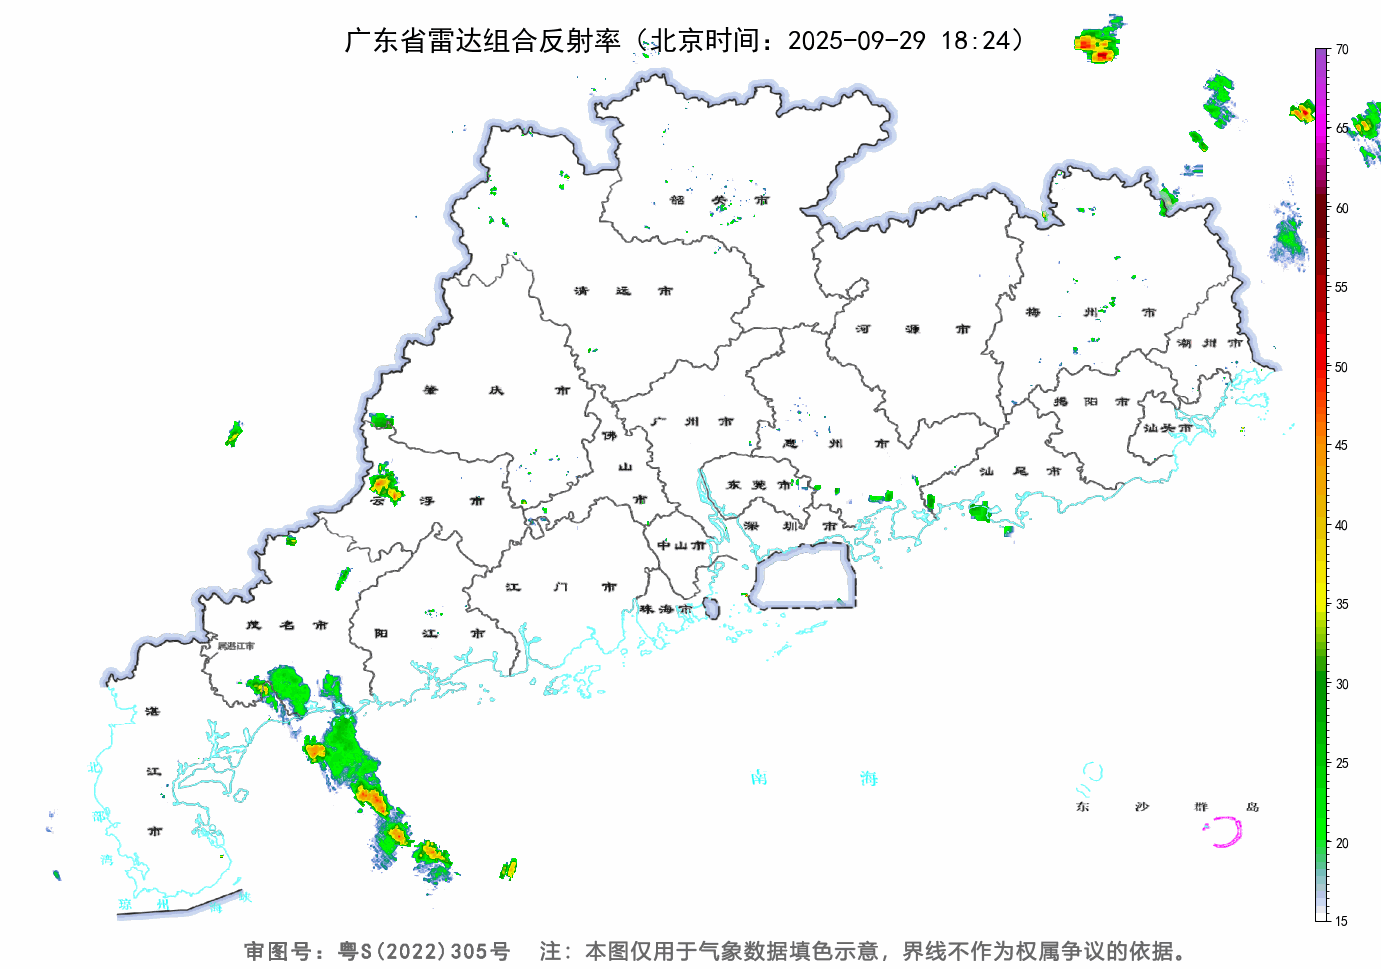 广东省雷达组合反射率（北京时间：2025-09-29 18:24）
70
65
60
55
50
45
40
35
30
25
20
15
韶关市
清远市
河源市
梅州市
潮州市
肇庆市
广州市
惠州市
揭阳市
汕头市
佛山市
云浮市
东莞市
汕尾市
深圳市
中山市
江门市
珠海市
茂名市
阳江市
属湛江市
湛江市
北部湾
南海
东沙群岛
琼州海峡
审图号：粤S(2022)305号 注：本图仅用于气象数据填色示意，界线不作为权属争议的依据。